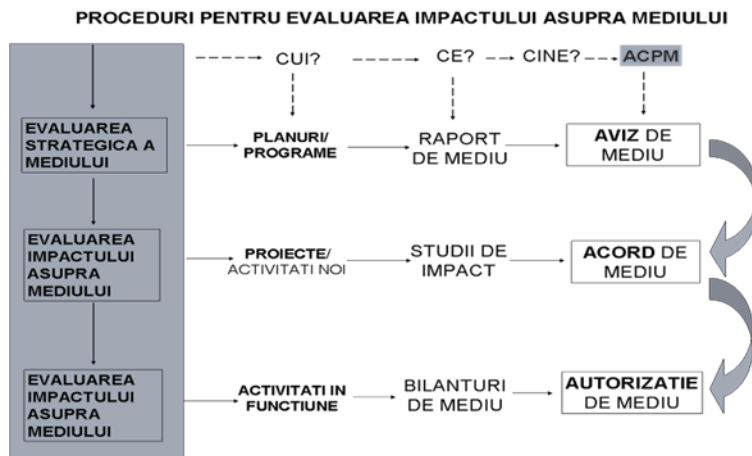 PROCEDURI PENTRU EVALUAREA IMPACTULUI ASUPRA MEDIULUI
CUI?
CE?
CINE?
ACPM
EVALUAREA
STRATEGICA A
MEDIULUI
PLANURI/
PROGRAME
RAPORT
DE MEDIU
AVIZ DE
MEDIU
EVALUAREA
IMPACTULUI
ASUPRA
MEDIULUI
PROIECTE/
ACTIVITATI NOI
STUDII DE
IMPACT
ACORD DE
MEDIU
EVALUAREA
IMPACTULUI
ASUPRA
MEDIULUI
ACTIVITATI IN
FUNCTIUNE
BILANTURI
DE MEDIU
AUTORIZATIE
DE MEDIU